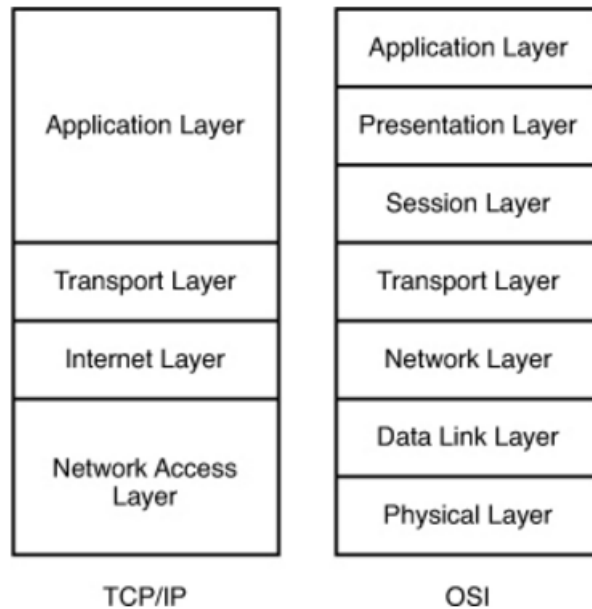 Application Layer
Transport Layer
Internet Layer
Network Access
Layer
TCP/IP
Application Layer
Presentation Layer
Session Layer
Transport Layer
Network Layer
Data Link Layer
Physical Layer
OSI